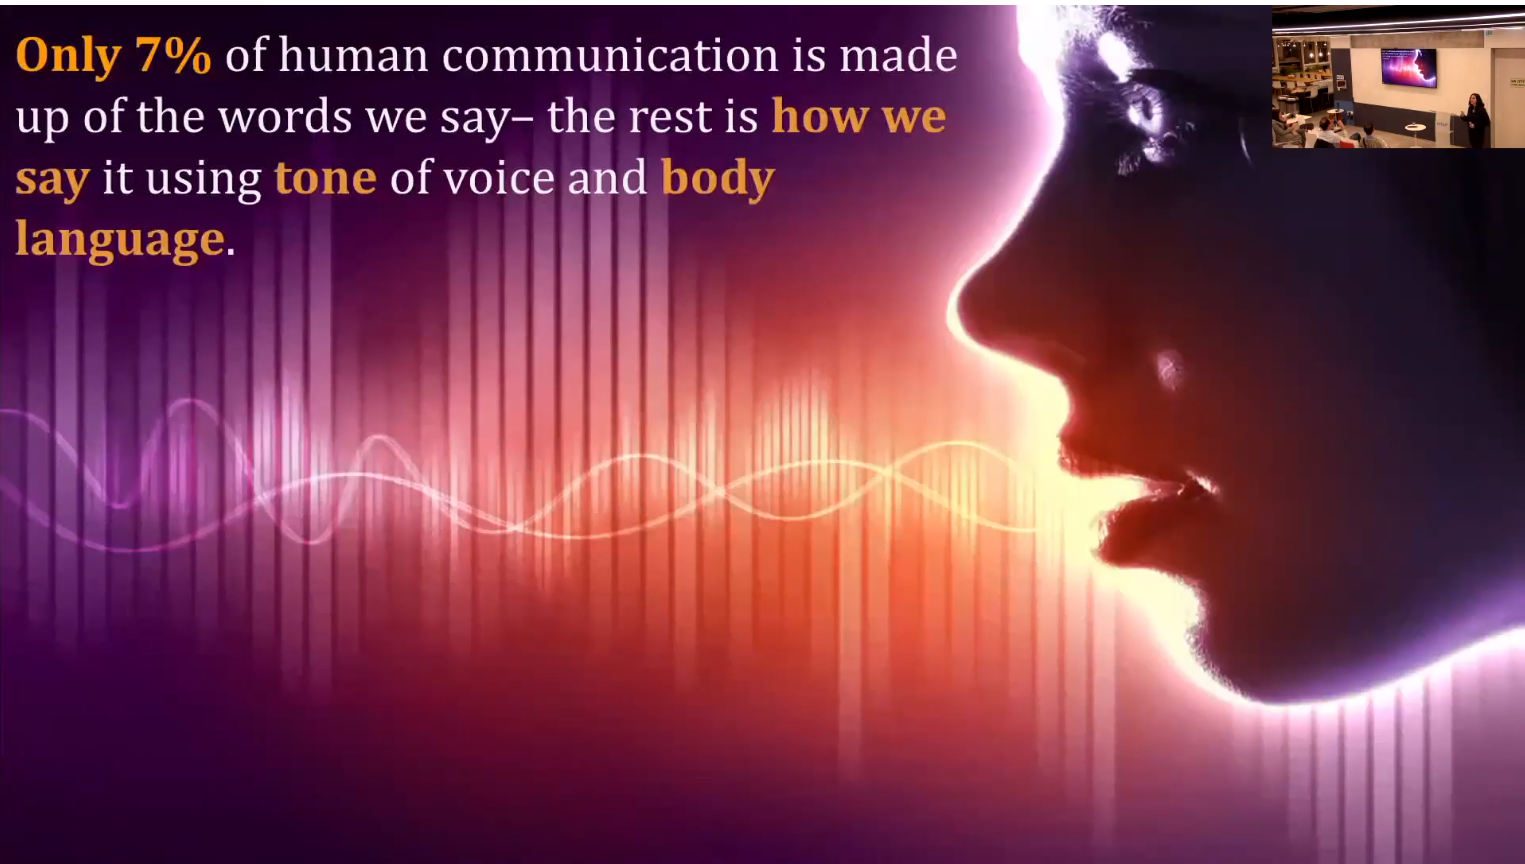 Only 7% of human communication is made
up of the words we say– the rest is how we
say it using tone of voice and body
language.